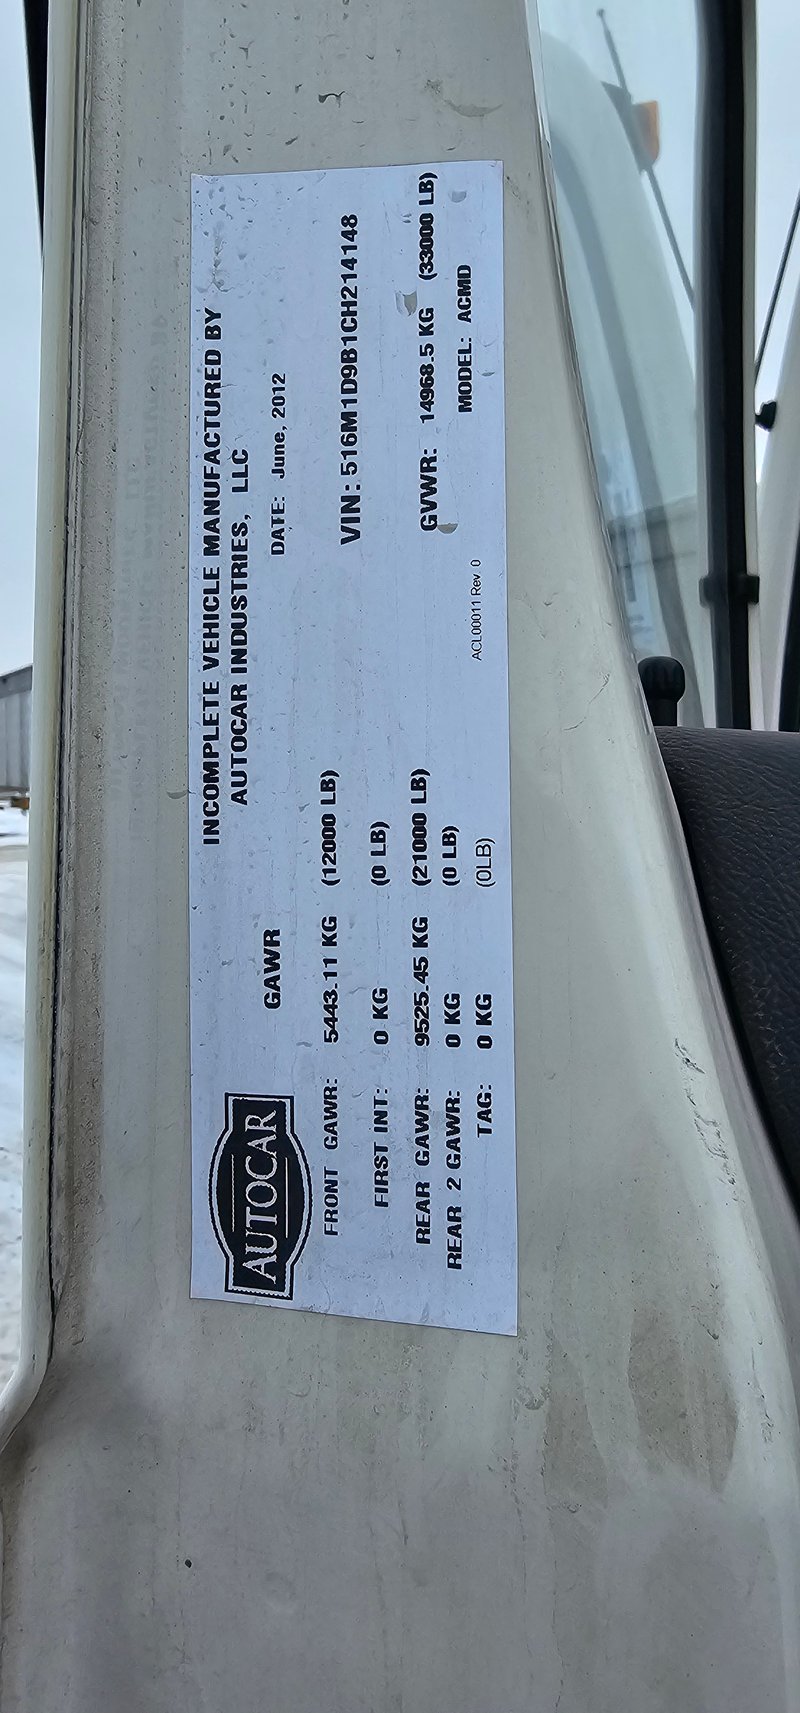 INCOMPLETE VEHICLE MANUFACTURED BY
AUTOCAR INDUSTRIES, LLC
AUTOCAR
GAWR
DATE: June, 2012
FRONT GAWR: 5443.11 KG (12000 LB)
VIN: 516M1D9B1CH214148
FIRST INT: 0 KG (0 LB)
REAR GAWR: 9525.45 KG (21000 LB)
GVWR: 14968.5 KG (33000 LB)
REAR 2 GAWR: 0 KG (0 LB)
MODEL: ACMD
TAG: 0 KG (0LB)
ACL00011 Rev. 0